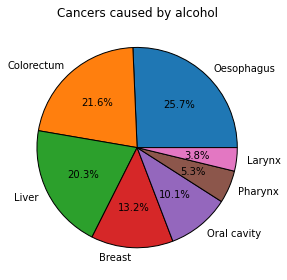 Cancers caused by alcohol
Oesophagus
25.7%
Colorectum
21.6%
Liver
20.3%
Breast
13.2%
Oral cavity
10.1%
Pharynx
5.3%
Larynx
3.8%